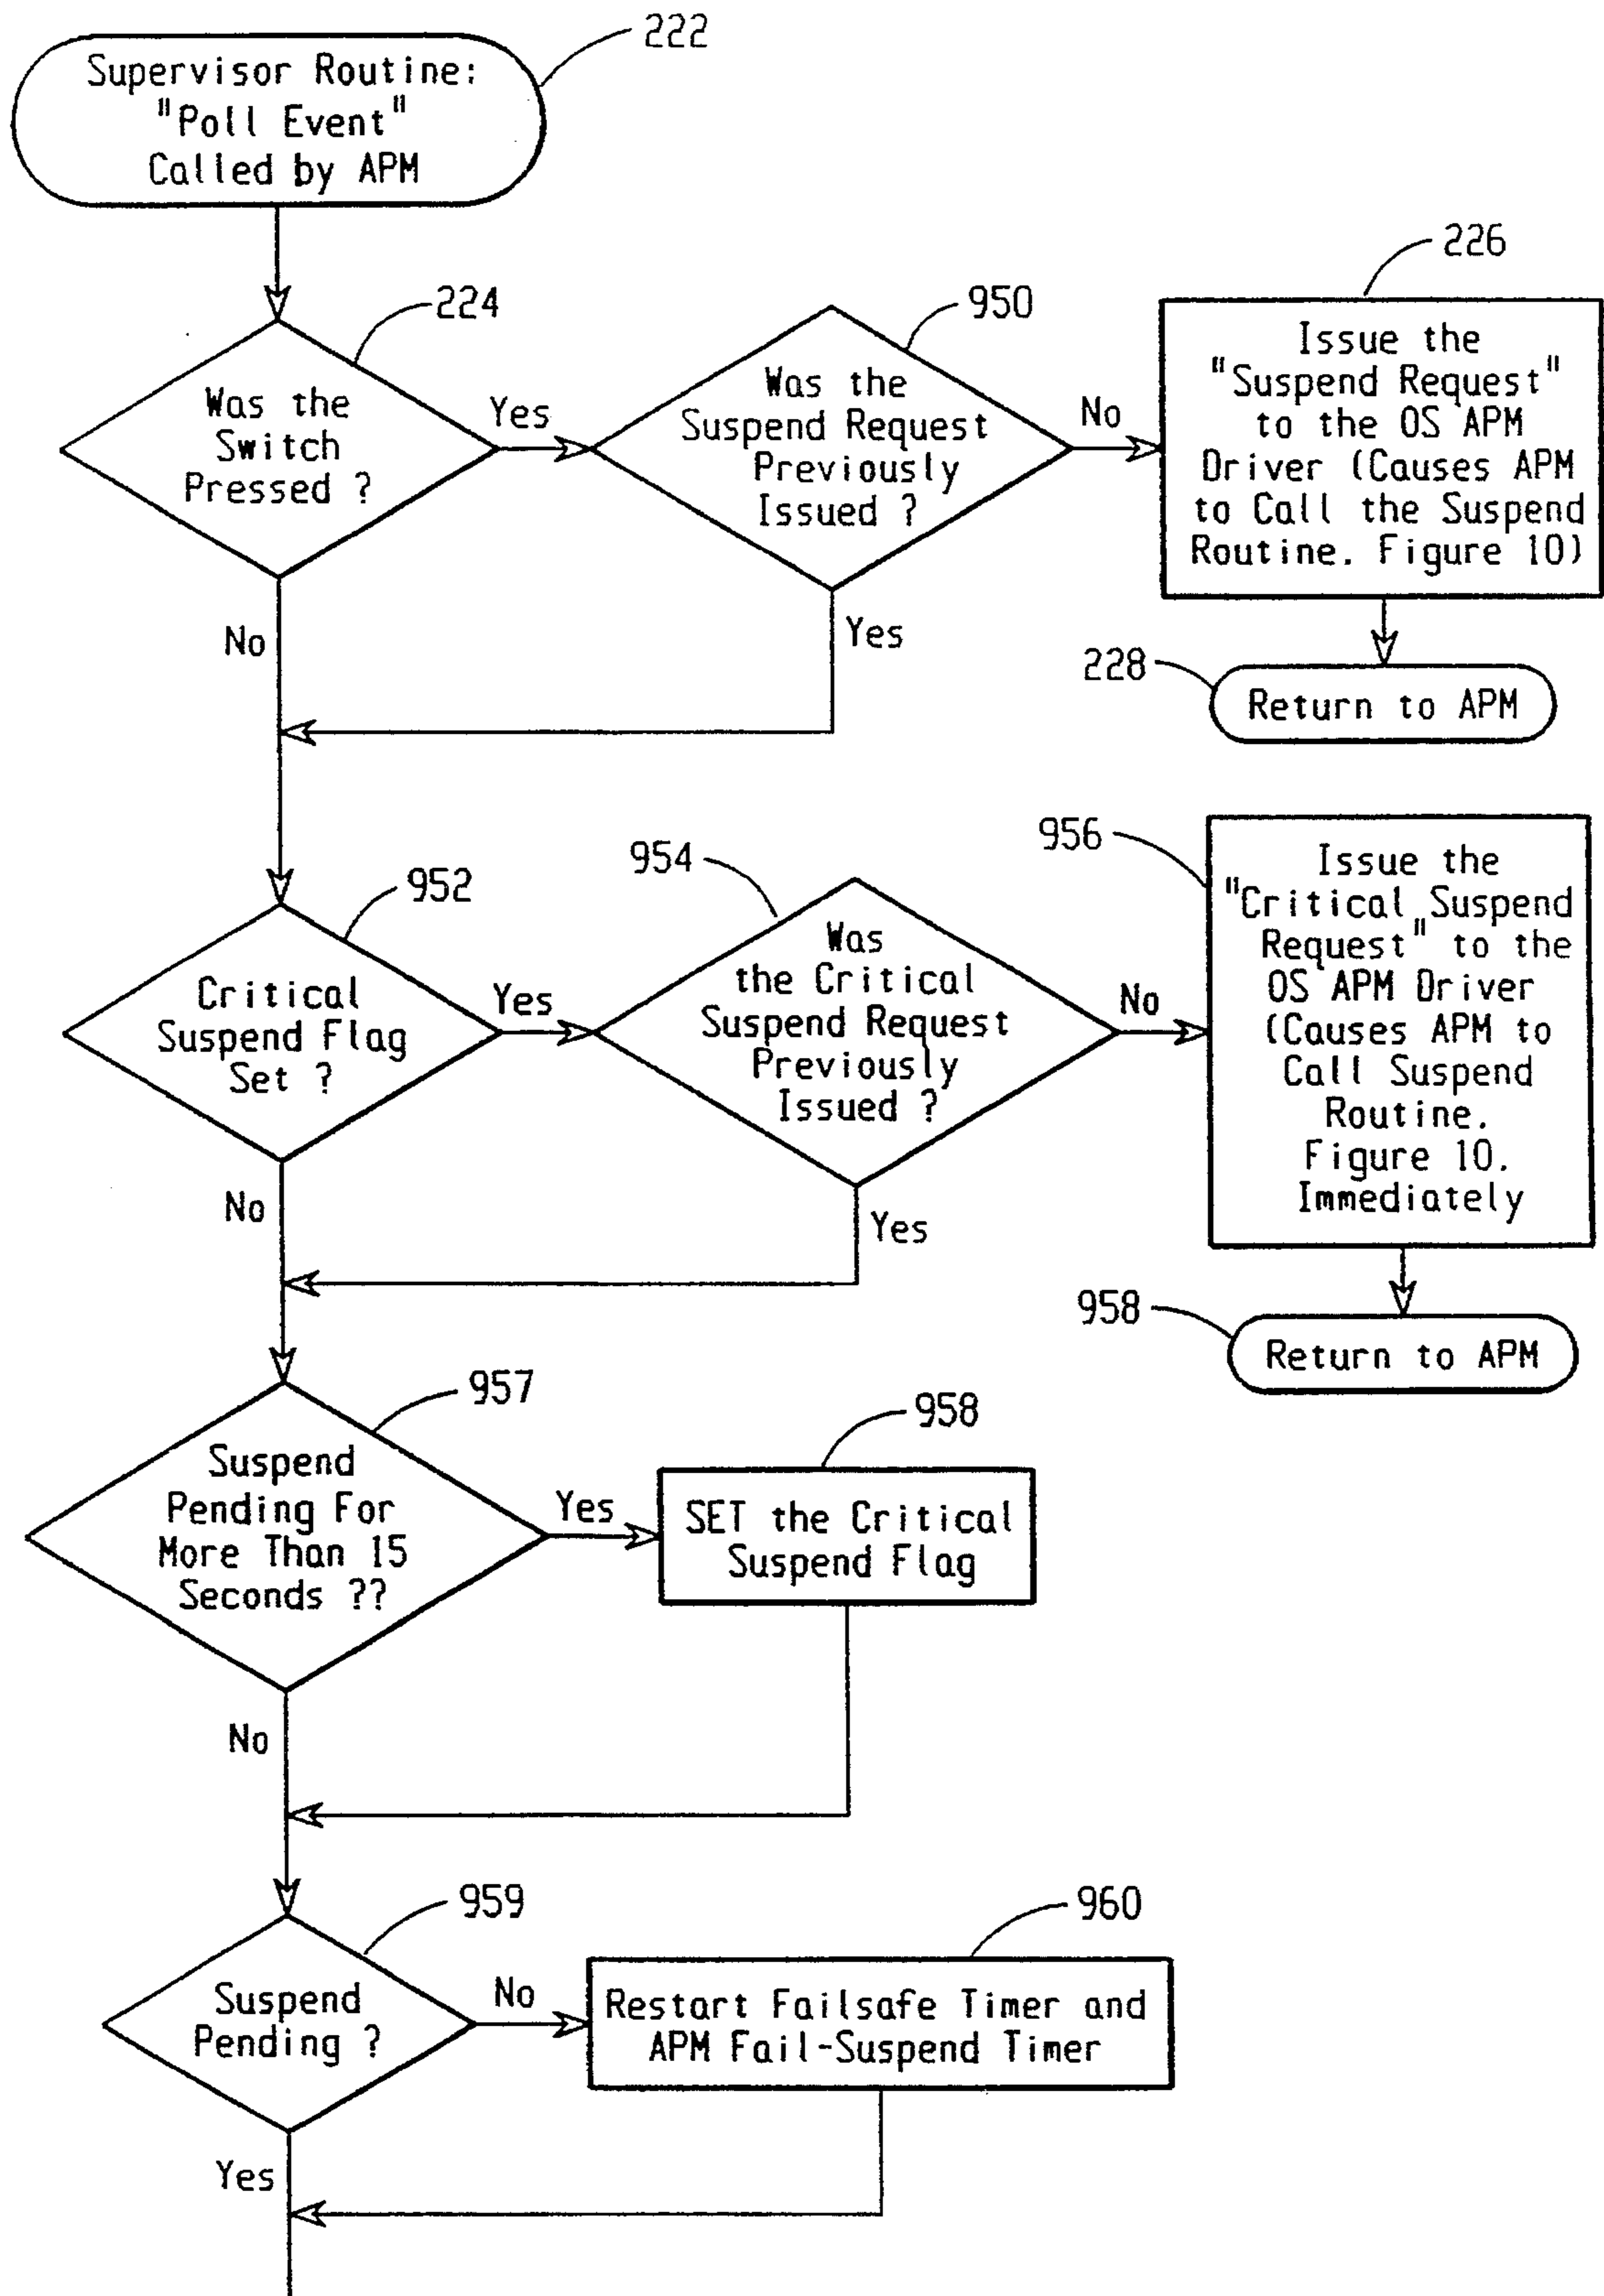 222
Supervisor Routine:
"Poll Event"
Called by APM
226
224
950
Was the
Switch
Pressed ?
Yes
Was the
Suspend Request
Previously
Issued ?
No
Issue the
"Suspend Request"
to the OS APM
Driver (Causes APM
to Call the Suspend
Routine. Figure 10)
No
Yes
228
Return to APM
952
954
956
Critical
Suspend Flag
Set ?
Yes
Was
the Critical
Suspend Request
Previously
Issued ?
No
Issue the
"Critical Suspend
Request" to the
OS APM Driver
(Causes APM to
Call Suspend
Routine.
Figure 10.
Immediately
No
Yes
958
Return to APM
957
958
Suspend
Pending For
More Than 15
Seconds ??
Yes
SET the Critical
Suspend Flag
No
959
960
Suspend
Pending ?
No
Restart Failsafe Timer and
APM Fail-Suspend Timer
Yes